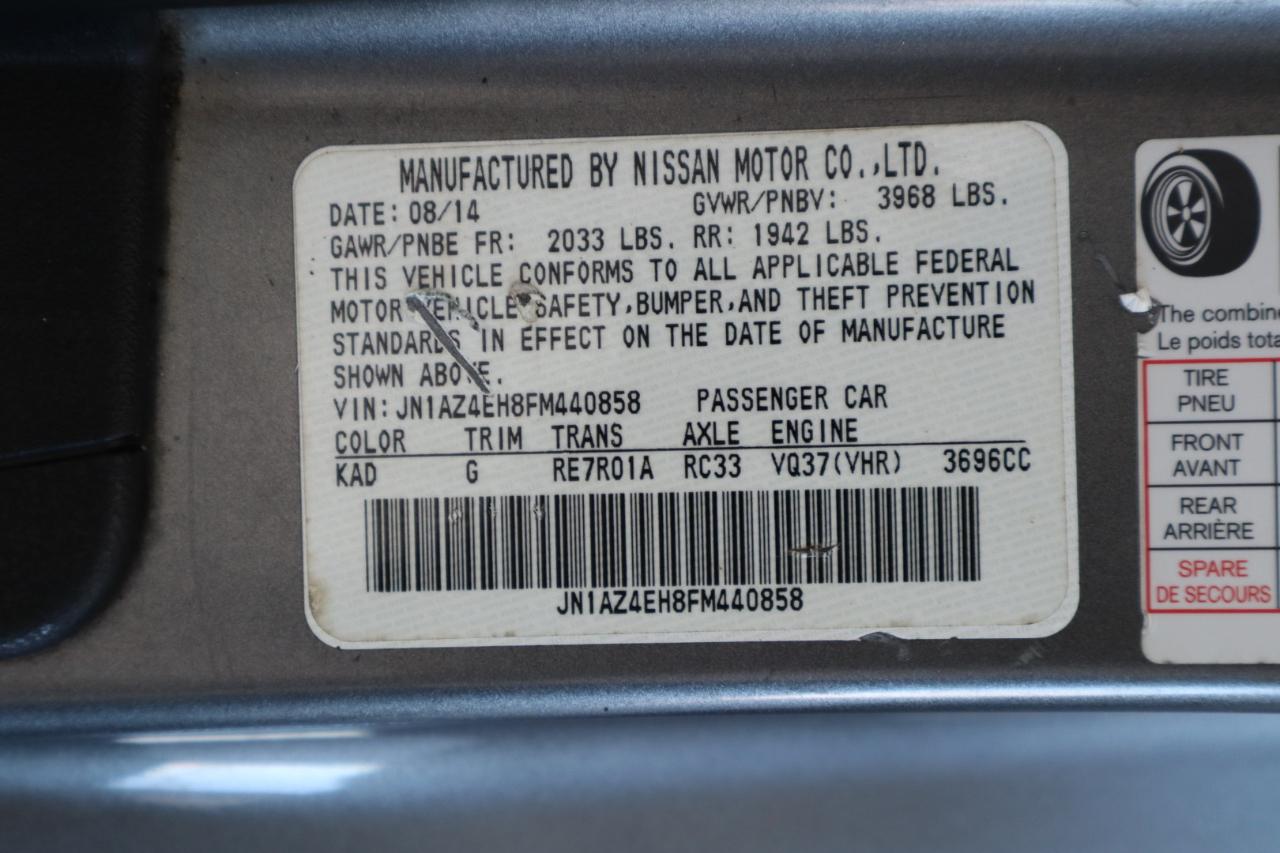 MANUFACTURED BY NISSAN MOTOR CO.,LTD.
DATE: 08/14 GVWR/PNBV: 3968 LBS.
GAWR/PNBE FR: 2033 LBS. RR: 1942 LBS.
THIS VEHICLE CONFORMS TO ALL APPLICABLE FEDERAL
MOTOR VEHICLE SAFETY,BUMPER,AND THEFT PREVENTION
STANDARDS IN EFFECT ON THE DATE OF MANUFACTURE
SHOWN ABOVE.
VIN: JN1AZ4EH8FM440858 PASSENGER CAR
COLOR TRIM TRANS AXLE ENGINE
KAD G RE7R01A RC33 VQ37(VHR) 3696CC
JN1AZ4EH8FM440858
The combine
Le poids tota
TIRE
PNEU
FRONT
AVANT
REAR
ARRIÈRE
SPARE
DE SECOURS